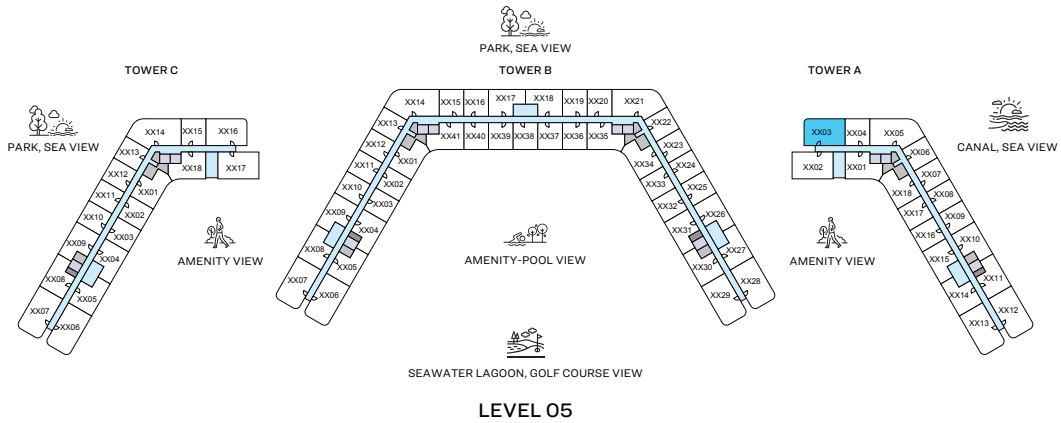 PARK, SEA VIEW
TOWER C
TOWER B
TOWER A
PARK, SEA VIEW
CANAL, SEA VIEW
XX14
XX15
XX16
XX13
XX12
XX11
XX10
XX09
XX08
XX07
XX06
XX05
XX04
XX03
XX02
XX01
XX18
XX17
AMENITY VIEW
XX14
XX15
XX16
XX17
XX18
XX19
XX20
XX21
XX13
XX12
XX11
XX10
XX09
XX08
XX07
XX06
XX05
XX04
XX03
XX02
XX01
XX41
XX40
XX39
XX38
XX37
XX36
XX35
XX22
XX23
XX24
XX25
XX26
XX27
XX28
XX29
XX30
XX31
XX32
XX33
XX34
AMENITY-POOL VIEW
XX03
XX04
XX05
XX02
XX01
XX06
XX07
XX08
XX09
XX10
XX11
XX12
XX13
XX14
XX15
XX16
XX17
XX18
AMENITY VIEW
SEAWATER LAGOON, GOLF COURSE VIEW
LEVEL 05